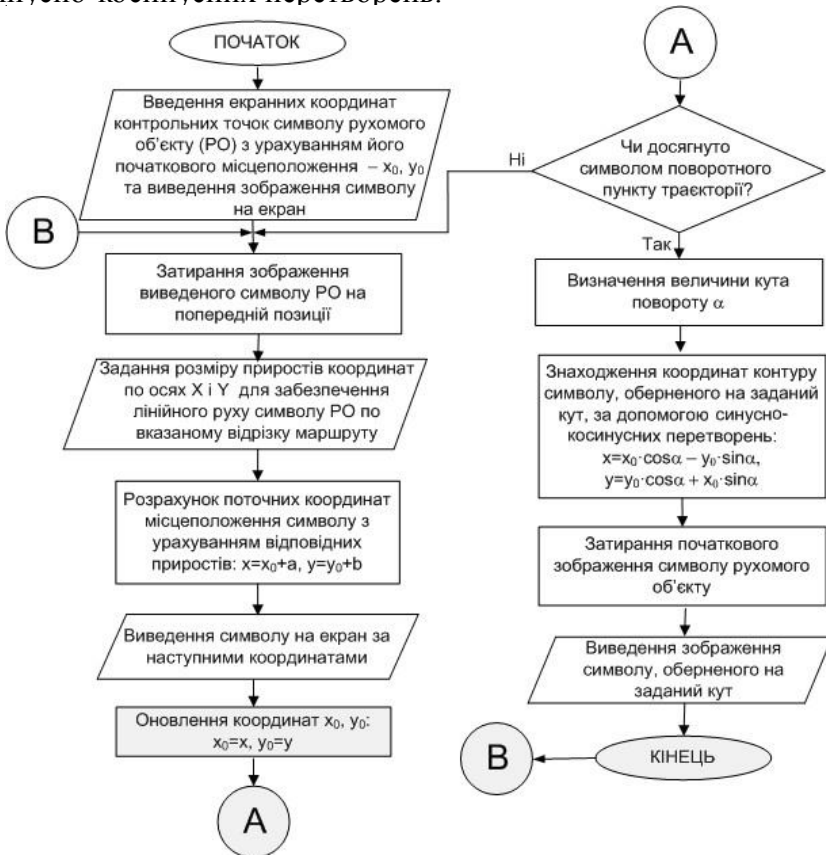 ПОЧАТОК
Введення екранних координат
контрольних точок символу рухомого
об'єкту (РО) з урахуванням його
початкового місцеположення – x₀, y₀
та виведення зображення символу
на екран
B
Затирання зображення
виведеного символу РО на
попередній позиції
Задання розміру приростів координат
по осях X і Y для забезпечення
лінійного руху символу РО по
вказаному відрізку маршруту
Розрахунок поточних координат
місцеположення символу з
урахуванням відповідних
приростів: x=x₀+a, y=y₀+b
Виведення символу на екран за
наступними координатами
Оновлення координат x₀, y₀:
x₀=x, y₀=y
A
A
Чи досягнуто
символом поворотного
пункту траєкторії?
Ні
Так
Визначення величини кута
повороту α
Знаходження координат контуру
символу, оберненого на заданий
кут, за допомогою синусно-
косинусних перетворень:
x=x₀·cosα – y₀·sinα,
y=y₀·cosα + x₀·sinα
Затирання початкового
зображення символу рухомого
об'єкту
Виведення зображення
символу, оберненого на
заданий кут
B
КІНЕЦЬ